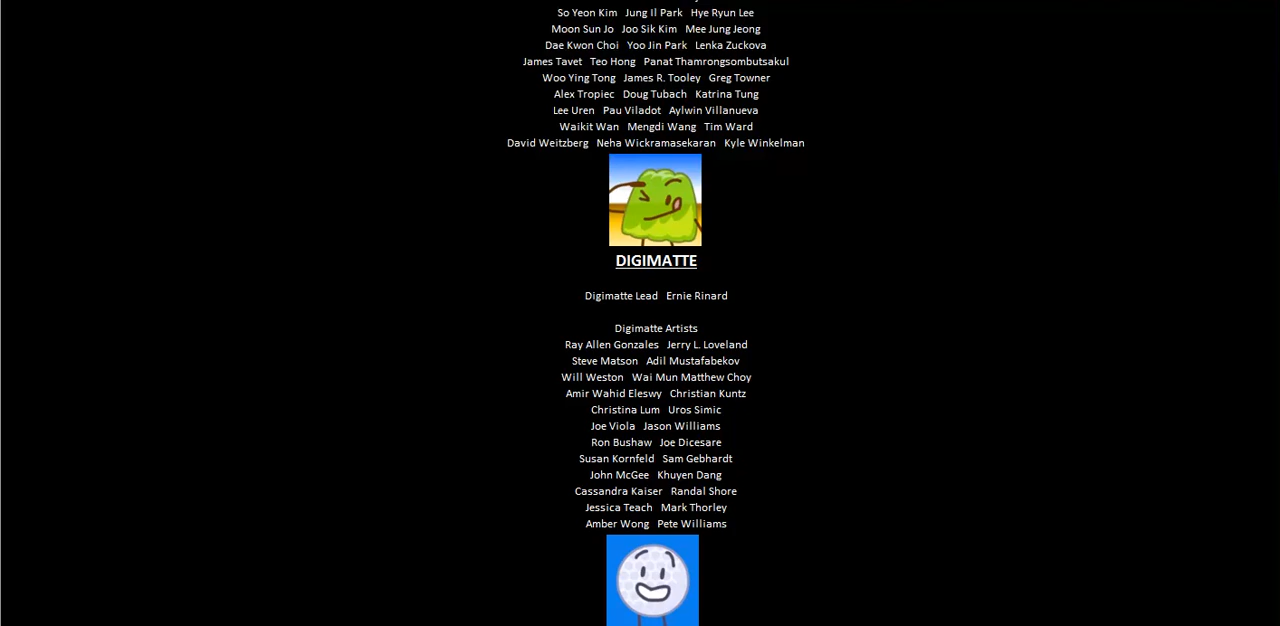 So Yeon Kim   Jung Il Park   Hye Ryun Lee
Moon Sun Jo   Joo Sik Kim   Mee Jung Jeong
Dae Kwon Choi   Yoo Jin Park   Lenka Zuckova
James Tavet   Teo Hong   Panat Thamrongsombutsakul
Woo Ying Tong   James R. Tooley   Greg Towner
Alex Tropiec   Doug Tubach   Katrina Tung
Lee Uren   Pau Viladot   Aylwin Villanueva
Waikit Wan   Mengdi Wang   Tim Ward
David Weitzberg   Neha Wickramasekaran   Kyle Winkelman
DIGIMATTE
Digimatte Lead   Ernie Rinard
Digimatte Artists
Ray Allen Gonzales   Jerry L. Loveland
Steve Matson   Adil Mustafabekov
Will Weston   Wai Mun Matthew Choy
Amir Wahid Eleswy   Christian Kuntz
Christina Lum   Uros Simic
Joe Viola   Jason Williams
Ron Bushaw   Joe Dicesare
Susan Kornfeld   Sam Gebhardt
John McGee   Khuyen Dang
Cassandra Kaiser   Randal Shore
Jessica Teach   Mark Thorley
Amber Wong   Pete Williams